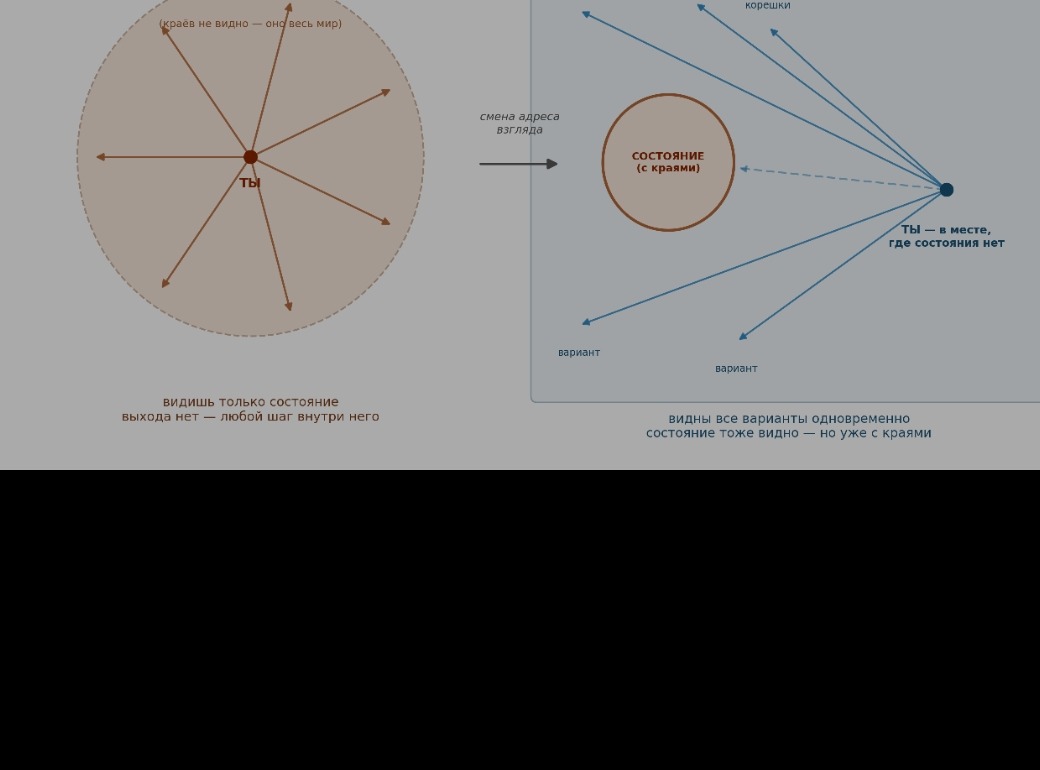 (краёв не видно — оно весь мир)
корешки
смена адреса
взгляда
СОСТОЯНИЕ
(с краями)
ТЫ
ТЫ — в месте,
где состояния нет
вариант
вариант
видишь только состояние
выхода нет — любой шаг внутри него
видны все варианты одновременно
состояние тоже видно — но уже с краями